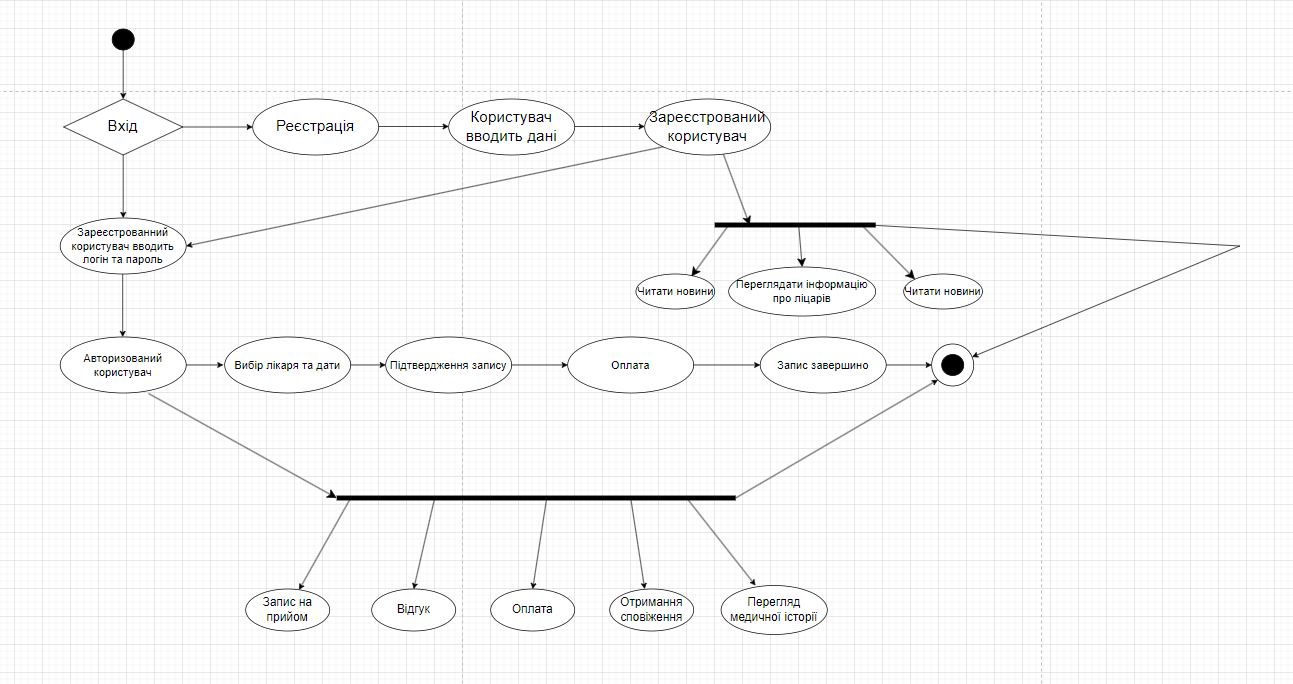 Вхід
Реєстрація
Користувач
вводить дані
Зареєстрований
користувач
Зареєстрованний
користувач вводить
логін та пароль
Читати новини
Переглядати інформацію
про ліцарів
Читати новини
Авторизований
користувач
Вибір лікаря та дати
Підтвердження запису
Оплата
Запис завершино
Запис на
прийом
Відгук
Оплата
Отримання
сповіження
Перегляд
медичної історії